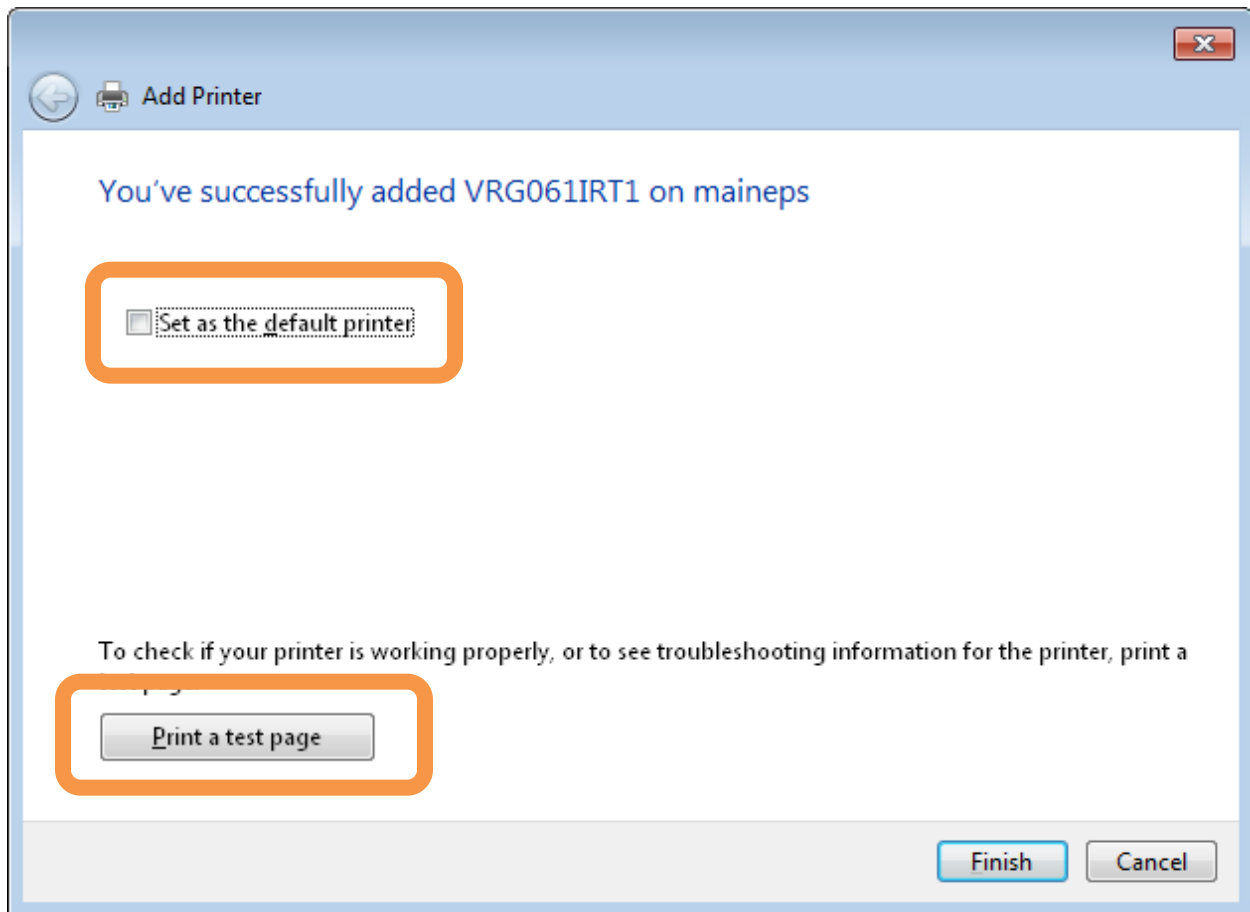 Add Printer
You've successfully added VRG061IRT1 on maineps
Set as the default printer
To check if your printer is working properly, or to see troubleshooting information for the printer, print a
Print a test page
Finish Cancel